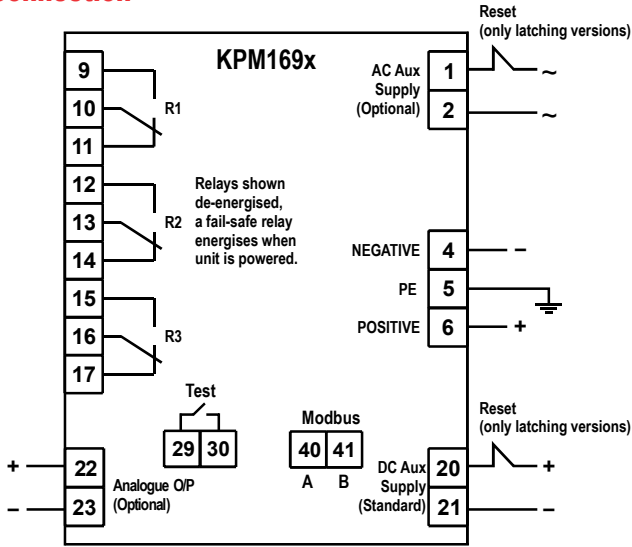 Reset
(only latching versions)
KPM169x
9
10
11
R1
12
13
14
R2
15
16
17
R3
Relays shown
de-energised,
a fail-safe relay
energises when
unit is powered.
AC Aux
Supply
(Optional)
1
2
~
~
NEGATIVE 4 –
PE 5
POSITIVE 6 +
Test
29 30
Modbus
40 41
A B
+ 22
– 23
Analogue O/P
(Optional)
Reset
(only latching versions)
DC Aux
Supply
(Standard)
20 +
21 –